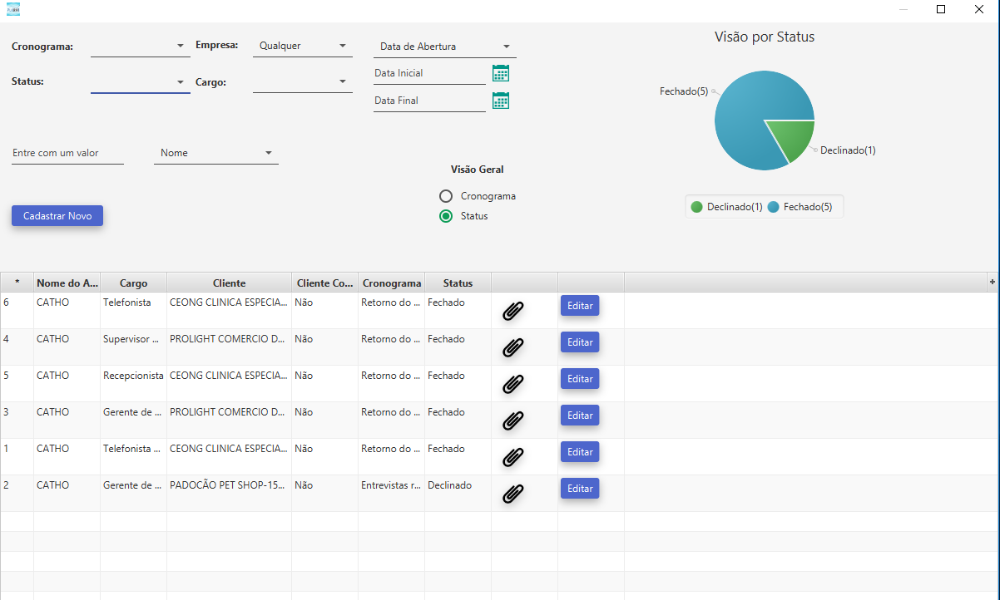 Cronograma:
Empresa: Qualquer
Data de Abertura
Status:
Cargo:
Data Inicial
Data Final
Entre com um valor
Nome
Cadastrar Novo
Visão Geral
Cronograma
Status
Visão por Status
Fechado(5)
Declinado(1)
Declinado(1) Fechado(5)
* Nome do A... Cargo Cliente Cliente Co... Cronograma Status +
6 CATHO Telefonista CEONG CLINICA ESPECIA... Não Retorno do ... Fechado Editar
4 CATHO Supervisor ... PROLIGHT COMERCIO D... Não Retorno do ... Fechado Editar
5 CATHO Recepcionista CEONG CLINICA ESPECIA... Não Retorno do ... Fechado Editar
3 CATHO Gerente de ... PROLIGHT COMERCIO D... Não Retorno do ... Fechado Editar
1 CATHO Telefonista ... CEONG CLINICA ESPECIA... Não Retorno do ... Fechado Editar
2 CATHO Gerente de ... PADOCÃO PET SHOP-15... Não Entrevistas r... Declinado Editar